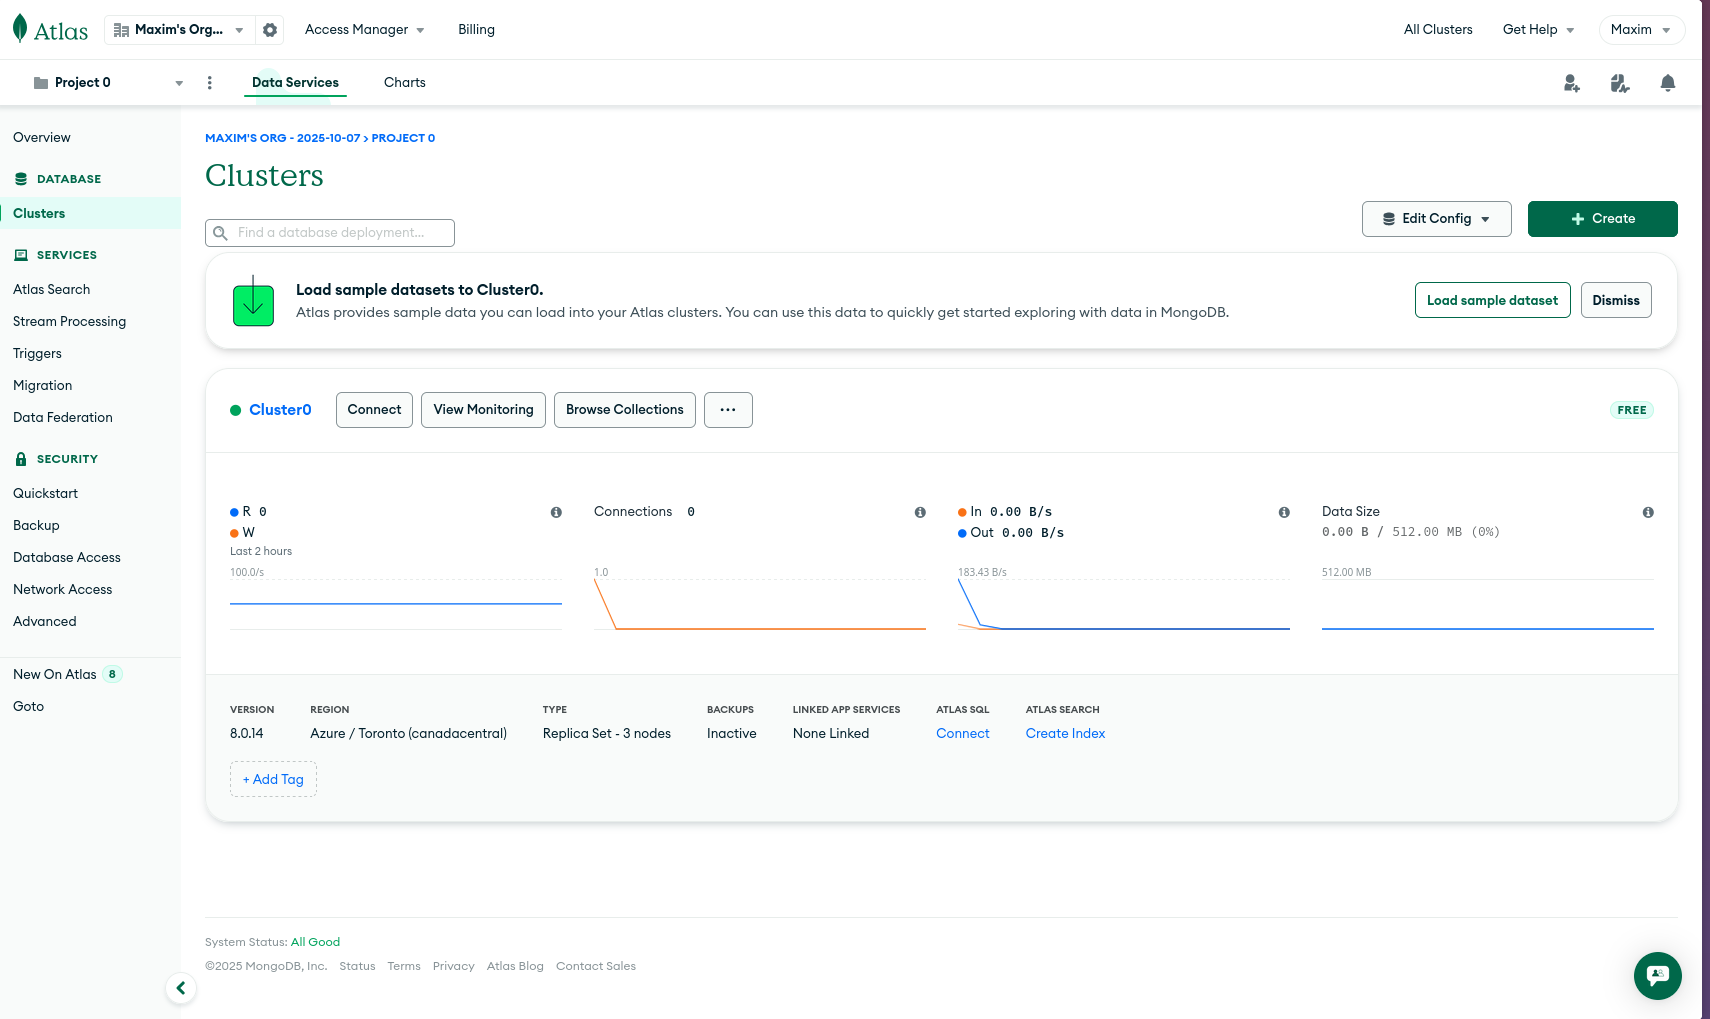 Atlas
Maxim's Org...
Access Manager
Billing
All Clusters
Get Help
Maxim
Project 0
Data Services
Charts
Overview
DATABASE
Clusters
SERVICES
Atlas Search
Stream Processing
Triggers
Migration
Data Federation
SECURITY
Quickstart
Backup
Database Access
Network Access
Advanced
New On Atlas 8
Goto
MAXIM'S ORG - 2025-10-07 > PROJECT 0
Clusters
Find a database deployment...
Edit Config
+ Create
Load sample datasets to Cluster0.
Atlas provides sample data you can load into your Atlas clusters. You can use this data to quickly get started exploring with data in MongoDB.
Load sample dataset
Dismiss
Cluster0
Connect
View Monitoring
Browse Collections
...
FREE
R 0
W
Last 2 hours
100.0/s
Connections 0
1.0
In 0.00 B/s
Out 0.00 B/s
183.43 B/s
Data Size
0.00 B / 512.00 MB (0%)
512.00 MB
VERSION
8.0.14
REGION
Azure / Toronto (canadacentral)
TYPE
Replica Set - 3 nodes
BACKUPS
Inactive
LINKED APP SERVICES
None Linked
ATLAS SQL
Connect
ATLAS SEARCH
Create Index
+ Add Tag
System Status: All Good
©2025 MongoDB, Inc. Status Terms Privacy Atlas Blog Contact Sales